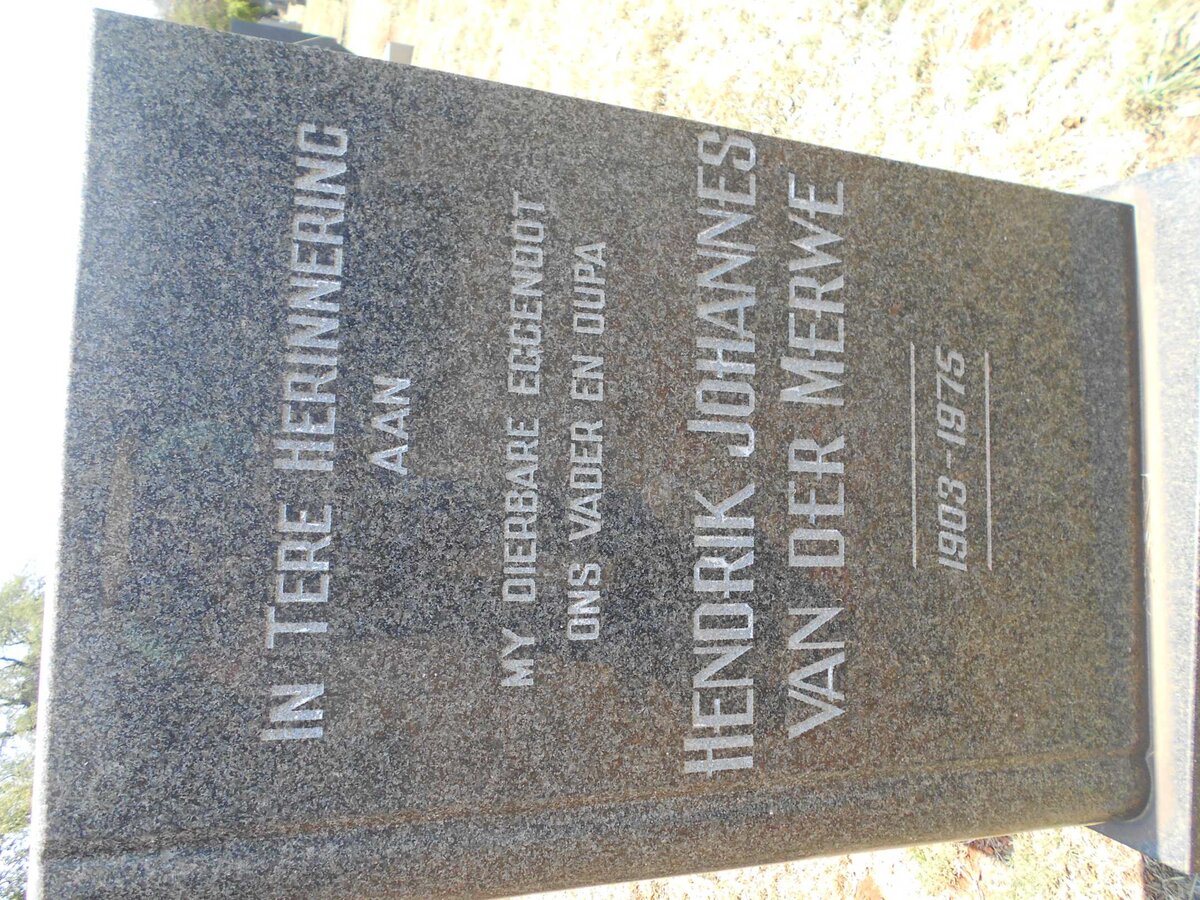 IN TERE HERINNERING
AAN
MY DIERBARE EGGENOOT
ONS VADER EN OUPA
HENDRIK JOHANNES
VAN DER MERWE
1903-1975